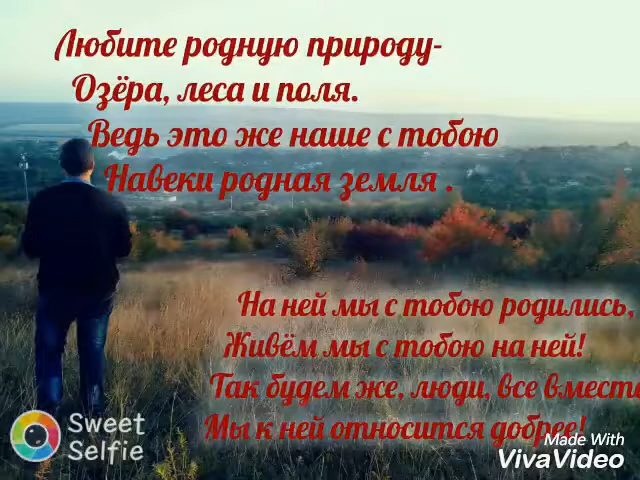 Любите родную природу-
Озёра, леса и поля.
Ведь это же наше с тобою
Навеки родная земля .
На ней мы с тобою родились,
Живём мы с тобою на ней!
Так будем же, люди, все вместе
Мы к ней относится добрее!
Sweet
Selfie
Made With
VivaVideo